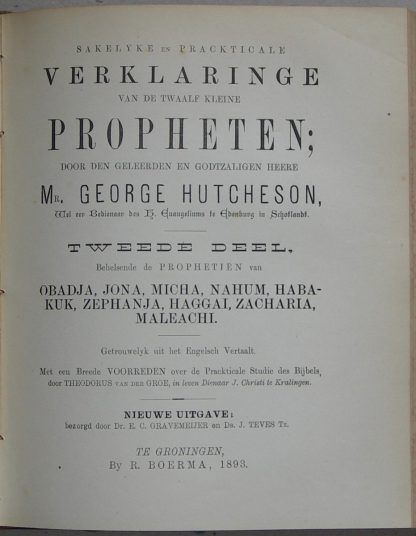 SAKELYKE EN PRACKTICALE
VERKLARINGE
VAN DE TWAALF KLEINE
PROPHETEN;
DOOR DEN GELEERDEN EN GODTZALIGEN HEERE
MR. GEORGE HUTCHESON,
Wel eer Bedienaer des H. Euangeliums te Edenburg in Schotlandt.
TWEEDE DEEL,
Behelsende de PROPHETIEN van
OBADJA, JONA, MICHA, NAHUM, HABA-
KUK, ZEPHANJA, HAGGAI, ZACHARIA,
MALEACHI.
Getrouwelyk uit het Engelsch Vertaalt.
Met een Breede VOORREDEN over de Prackticale Studie des Bijbels,
door THEODORUS VAN DER GROE, in leven Dienaar J. Christi te Kralingen.
NIEUWE UITGAVE:
bezorgd door Dr. E. C. GRAVEMEIJER en Ds. J. TEVES Tz.
TE GRONINGEN,
By R. BOERMA, 1893.